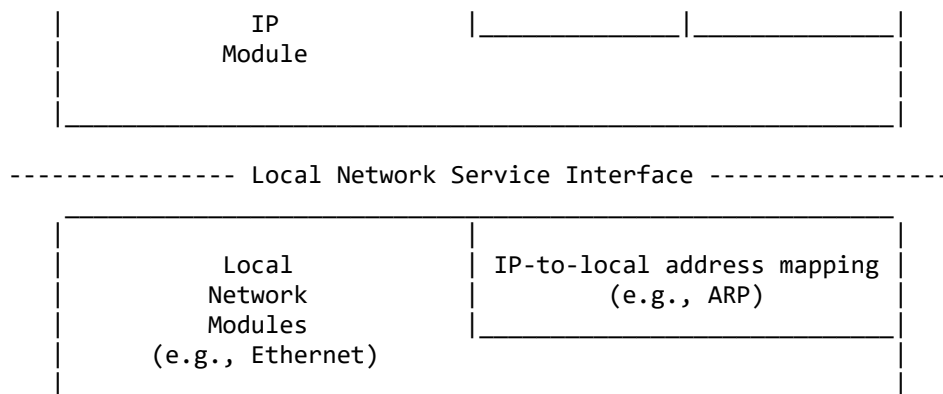 IP
Module
---------------- Local Network Service Interface -----------------
Local
IP-to-local address mapping
Network
(e.g., ARP)
Modules
(e.g., Ethernet)